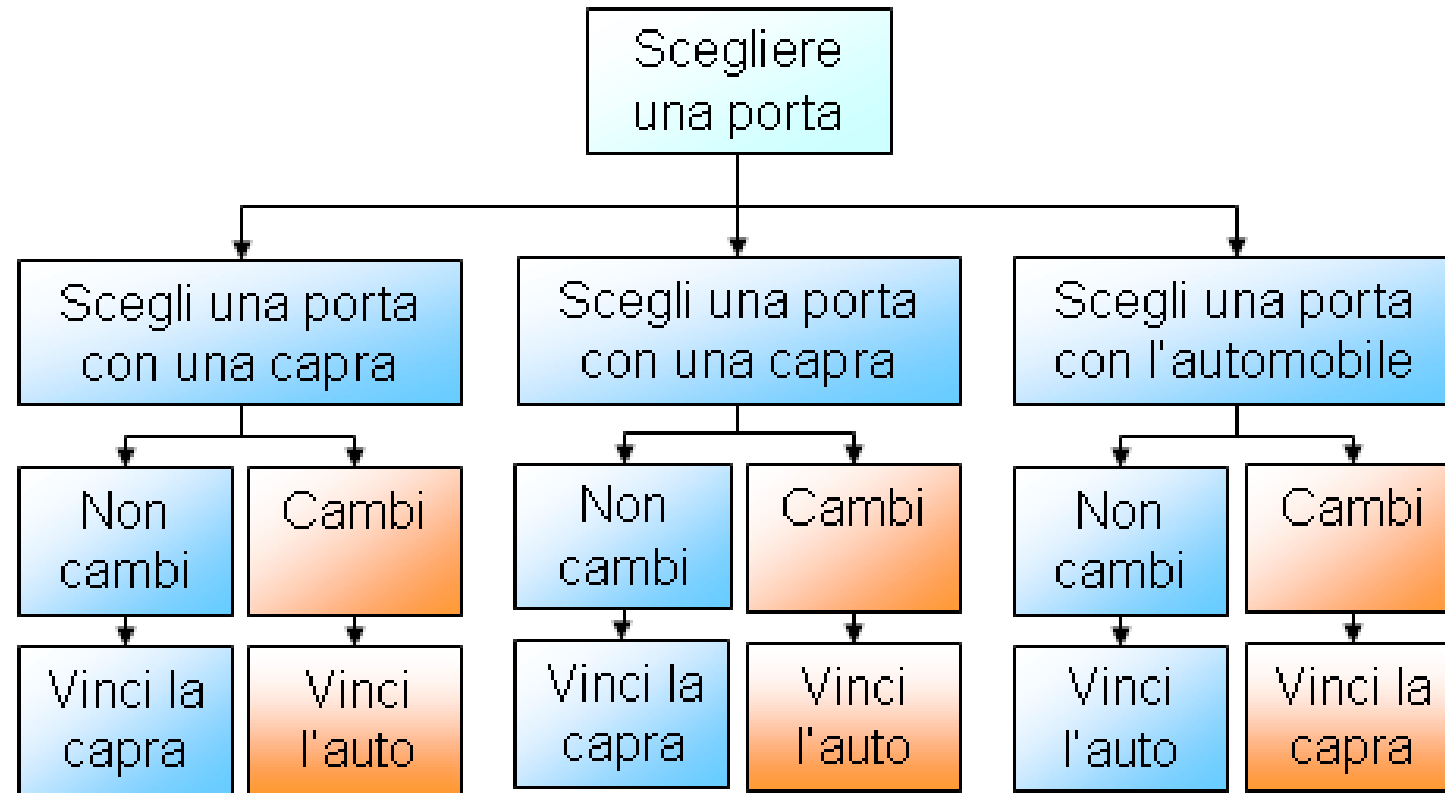 Scegliere
una porta
Scegli una porta
con una capra
Scegli una porta
con una capra
Scegli una porta
con l'automobile
Non
cambi
Cambi
Non
cambi
Cambi
Non
cambi
Cambi
Vinci la
capra
Vinci
l'auto
Vinci la
capra
Vinci
l'auto
Vinci
l'auto
Vinci la
capra